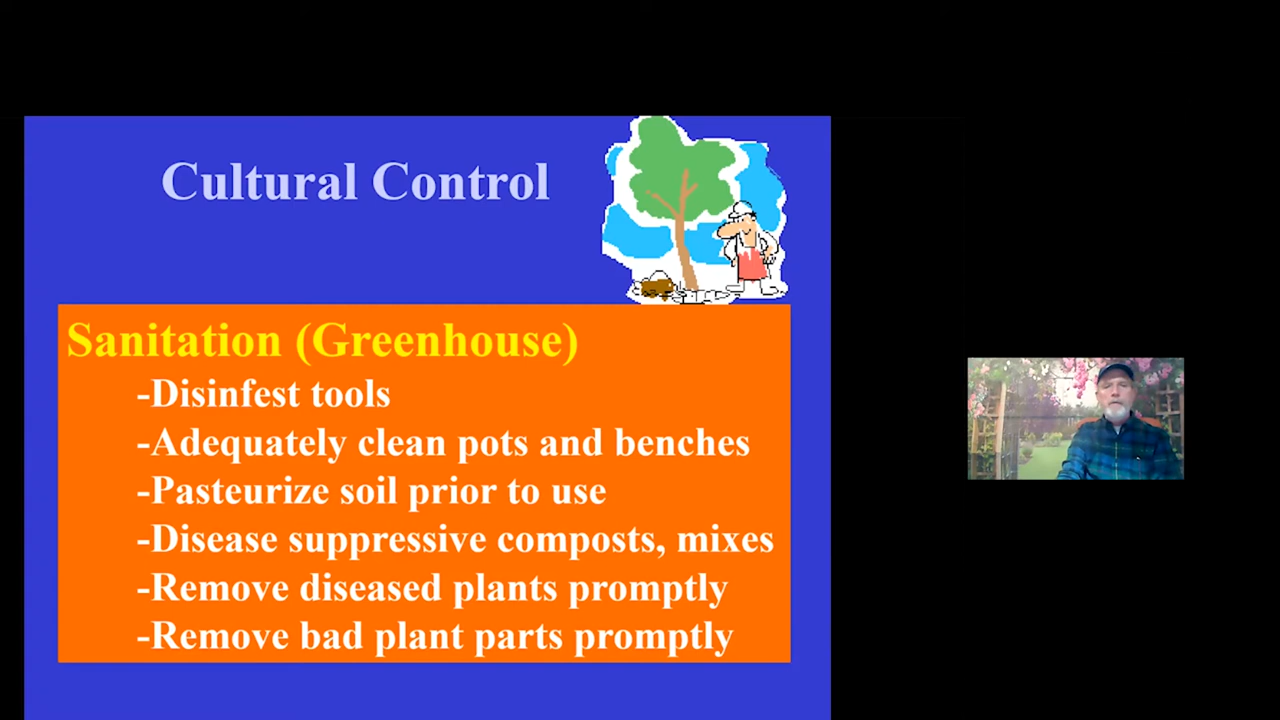 Cultural Control
Sanitation (Greenhouse)
-Disinfest tools
-Adequately clean pots and benches
-Pasteurize soil prior to use
-Disease suppressive composts, mixes
-Remove diseased plants promptly
-Remove bad plant parts promptly